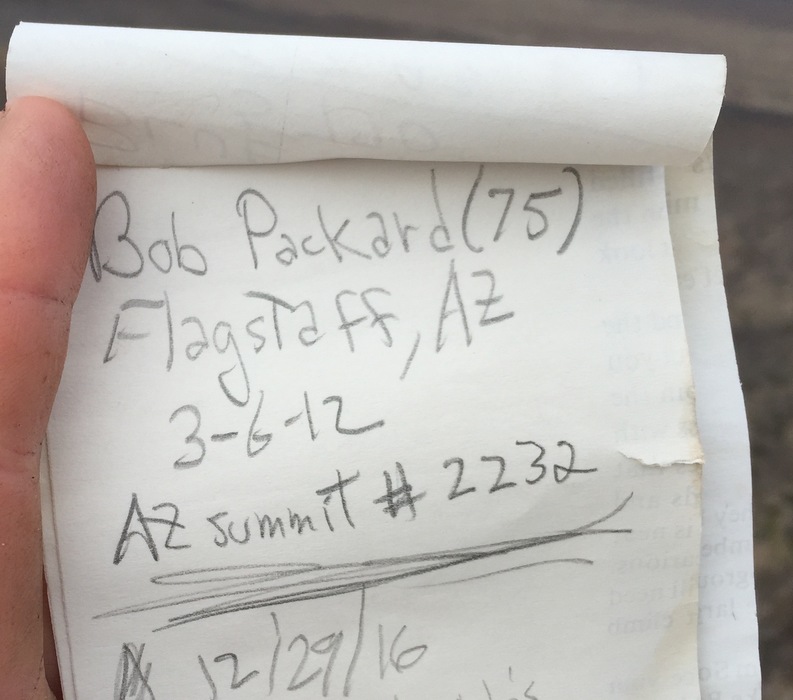 Bob Packard (75)
Flagstaff, AZ
3-6-12
AZ summit # 2232
12/29/16